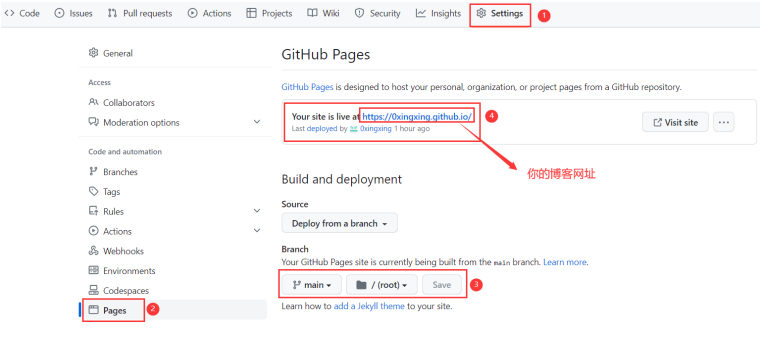 Code Issues Pull requests Actions Projects Wiki Security Insights Settings 1
General
Access
Collaborators
Moderation options
Code and automation
Branches
Tags
Rules
Actions
Webhooks
Environments
Codespaces
Pages 2
GitHub Pages
GitHub Pages is designed to host your personal, organization, or project pages from a GitHub repository.
Your site is live at https://0xingxing.github.io/ 4
Last deployed by 0xingxing 1 hour ago
Visit site
你的博客网址
Build and deployment
Source
Deploy from a branch
Branch
Your GitHub Pages site is currently being built from the main branch. Learn more.
main / (root) Save 3
Learn how to add a Jekyll theme to your site.